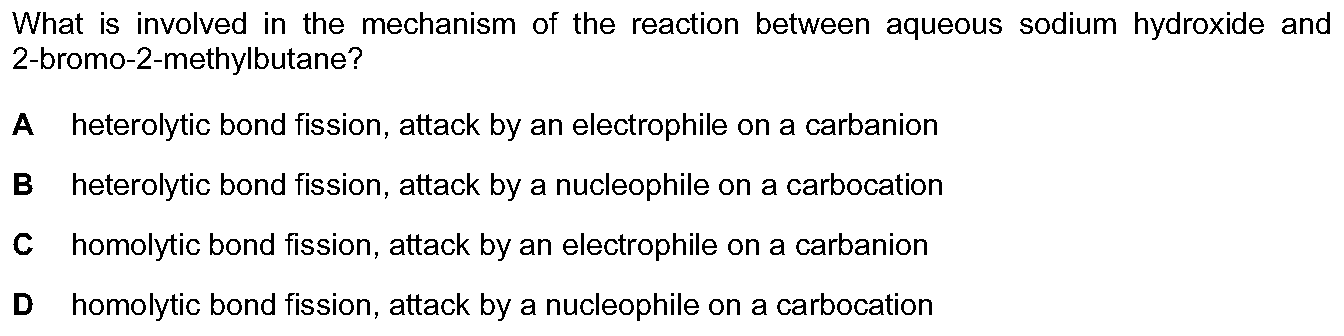 What is involved in the mechanism of the reaction between aqueous sodium hydroxide and
2-bromo-2-methylbutane?
A heterolytic bond fission, attack by an electrophile on a carbanion
B heterolytic bond fission, attack by a nucleophile on a carbocation
C homolytic bond fission, attack by an electrophile on a carbanion
D homolytic bond fission, attack by a nucleophile on a carbocation